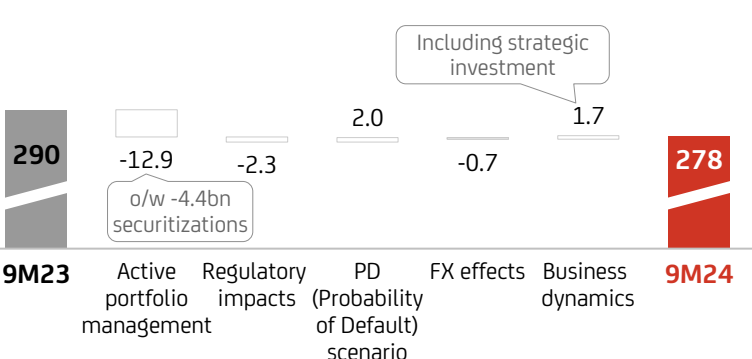 Including strategic
investment
290
-12.9
-2.3
2.0
-0.7
1.7
278
o/w -4.4bn
securitizations
9M23
Active
portfolio
management
Regulatory
impacts
PD
(Probability
of Default)
scenario
FX effects
Business
dynamics
9M24